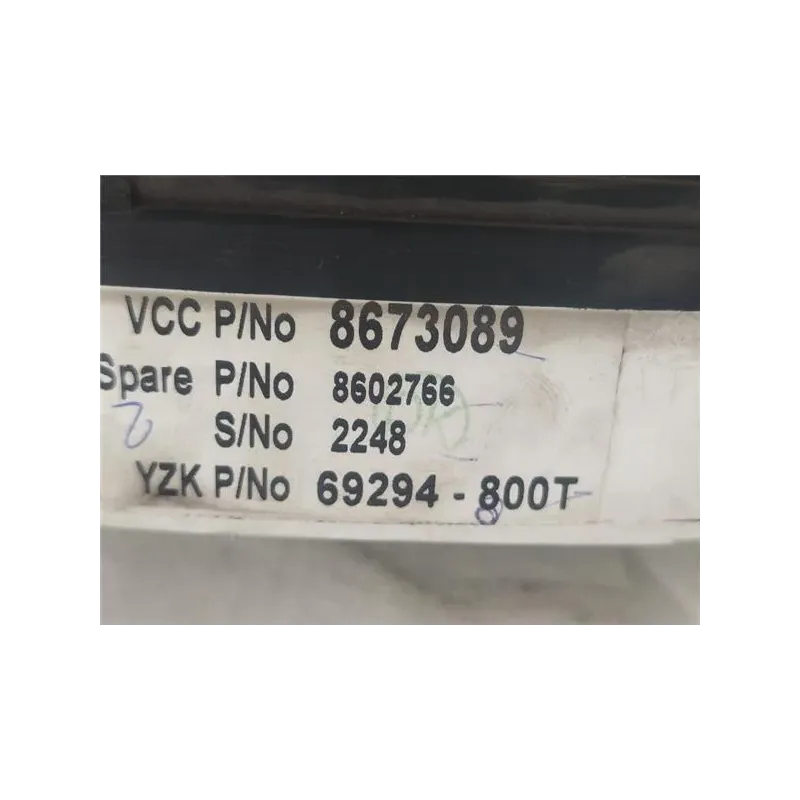 VCC P/No 8673089
Spare P/No 8602766
S/No 2248
YZK P/No 69294-800T